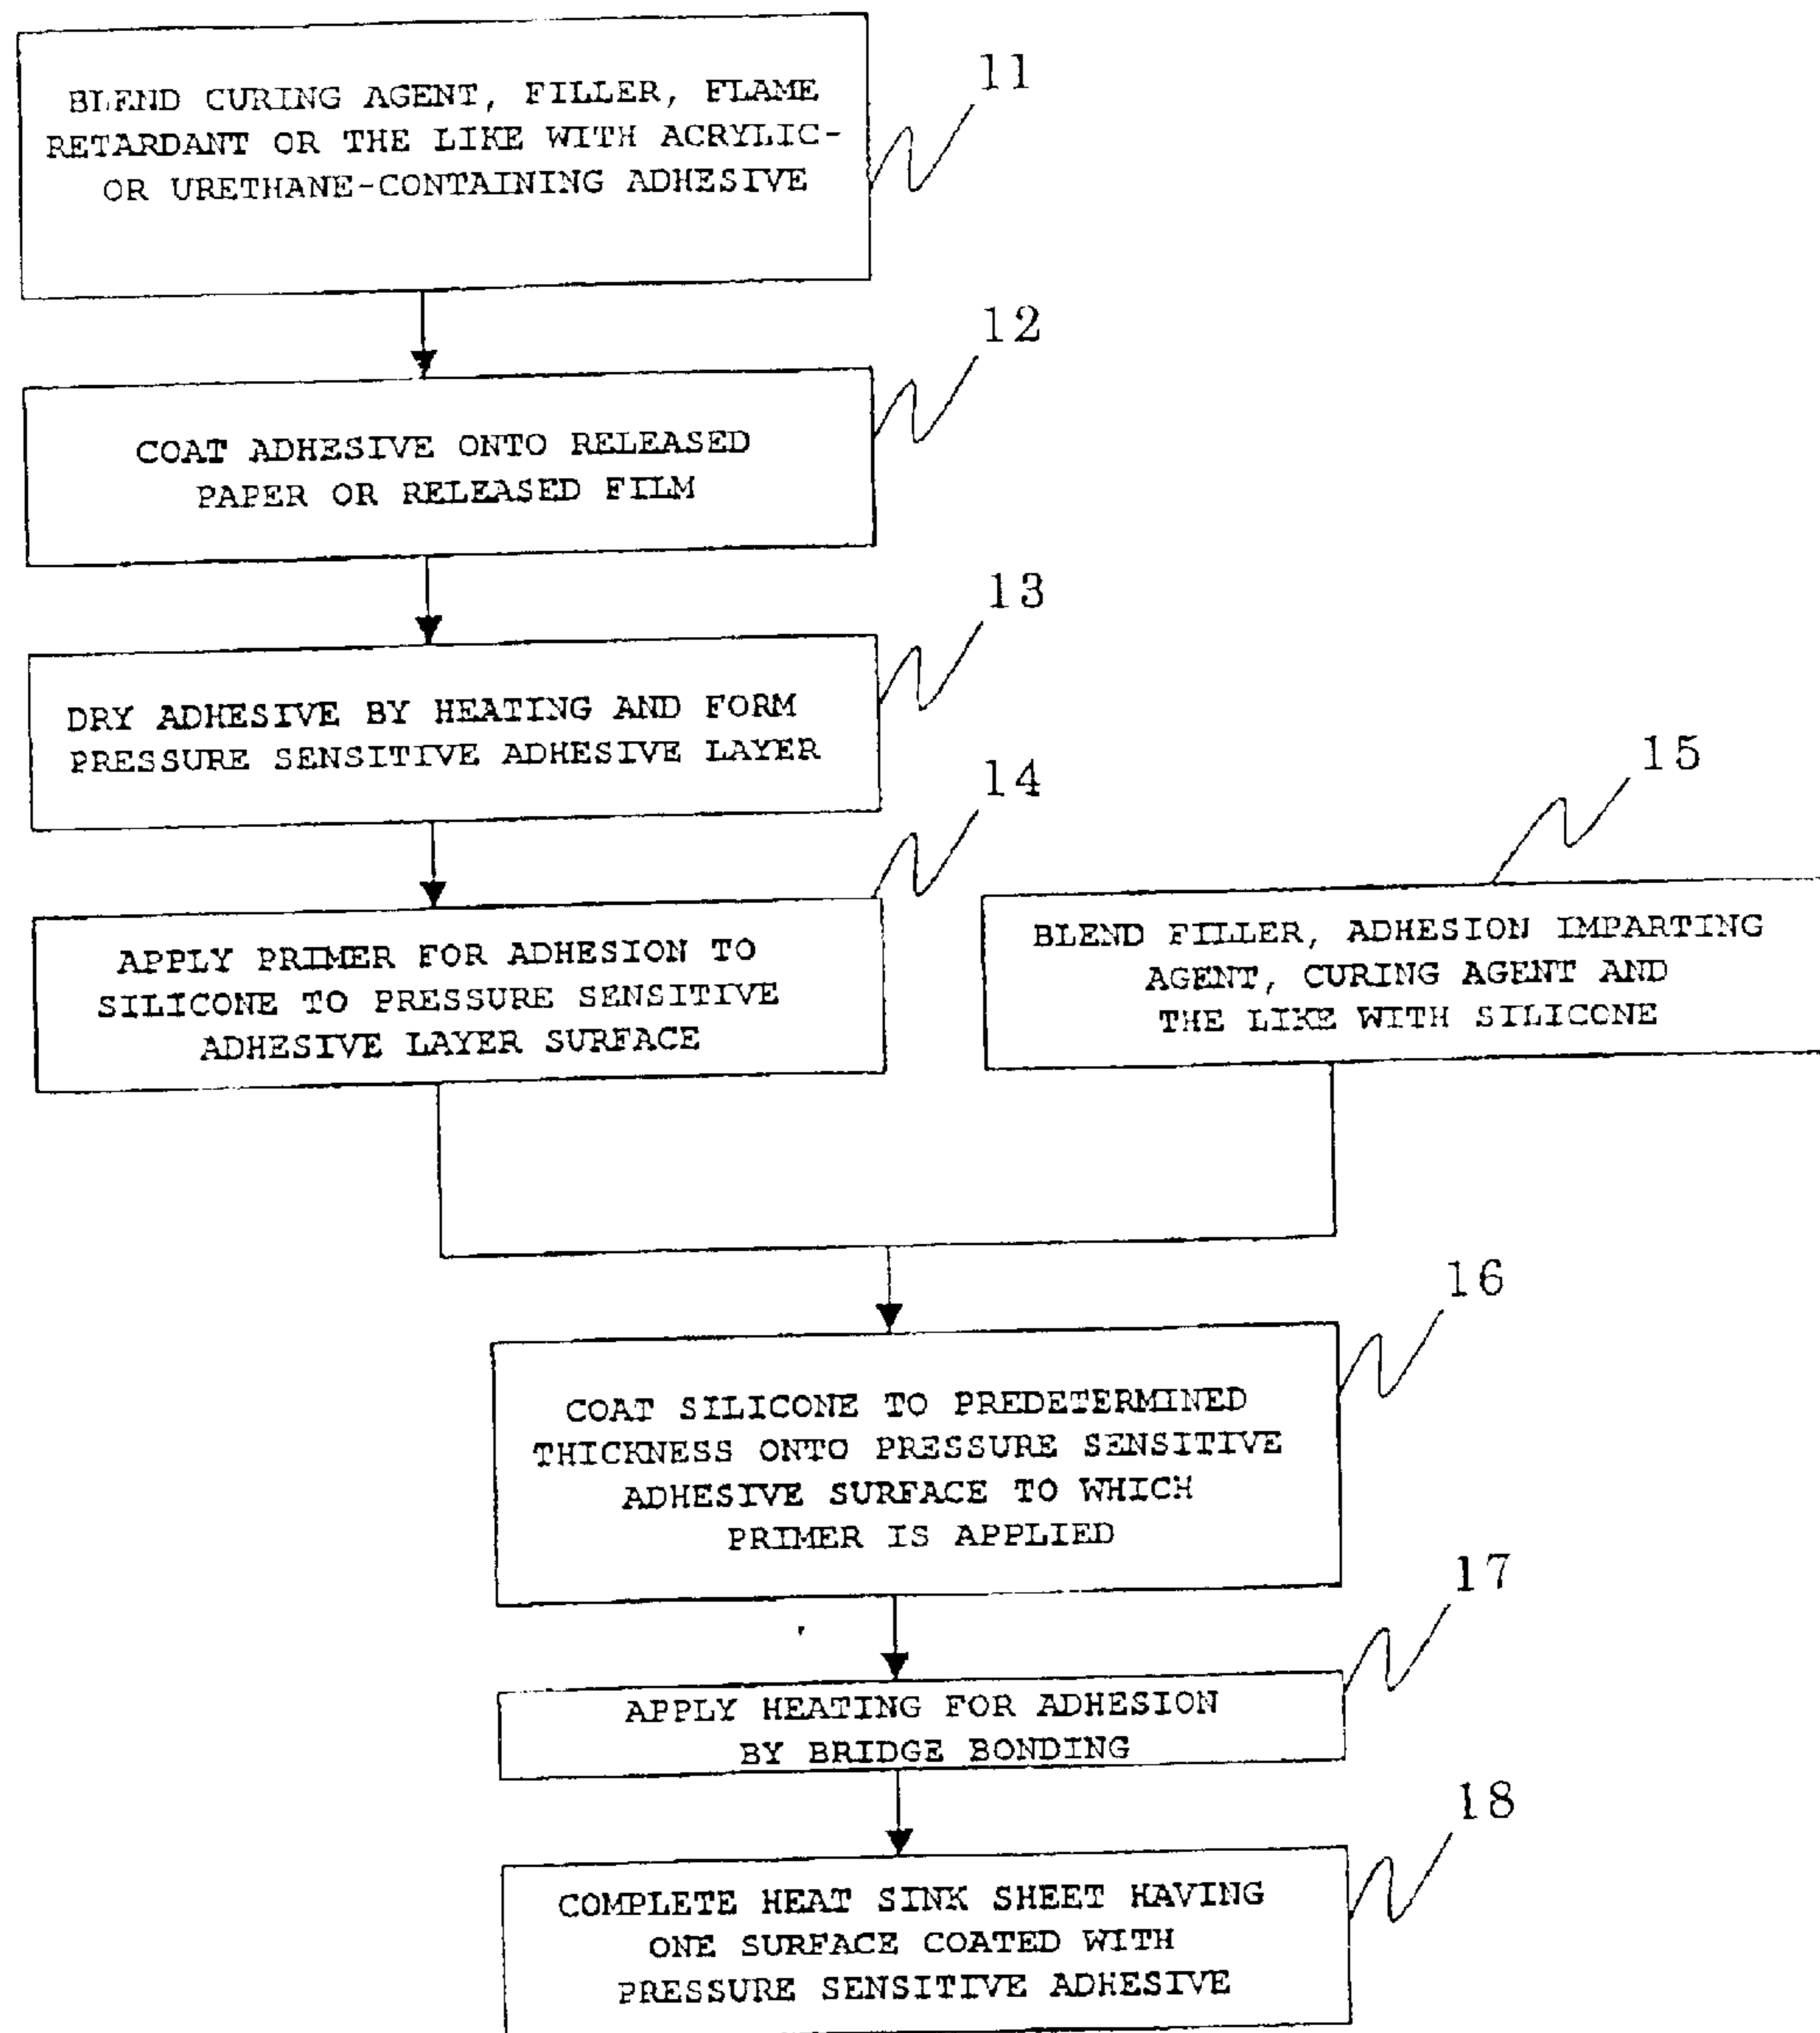 BLEND CURING AGENT, FILLER, FLAME
RETARDANT OR THE LIKE WITH ACRYLIC-
OR URETHANE-CONTAINING ADHESIVE
11
COAT ADHESIVE ONTO RELEASED
PAPER OR RELEASED FILM
12
DRY ADHESIVE BY HEATING AND FORM
PRESSURE SENSITIVE ADHESIVE LAYER
13
APPLY PRIMER FOR ADHESION TO
SILICONE TO PRESSURE SENSITIVE
ADHESIVE LAYER SURFACE
14
BLEND FILLER, ADHESION IMPARTING
AGENT, CURING AGENT AND
THE LIKE WITH SILICONE
15
COAT SILICONE TO PREDETERMINED
THICKNESS ONTO PRESSURE SENSITIVE
ADHESIVE SURFACE TO WHICH
PRIMER IS APPLIED
16
APPLY HEATING FOR ADHESION
BY BRIDGE BONDING
17
COMPLETE HEAT SINK SHEET HAVING
ONE SURFACE COATED WITH
PRESSURE SENSITIVE ADHESIVE
18